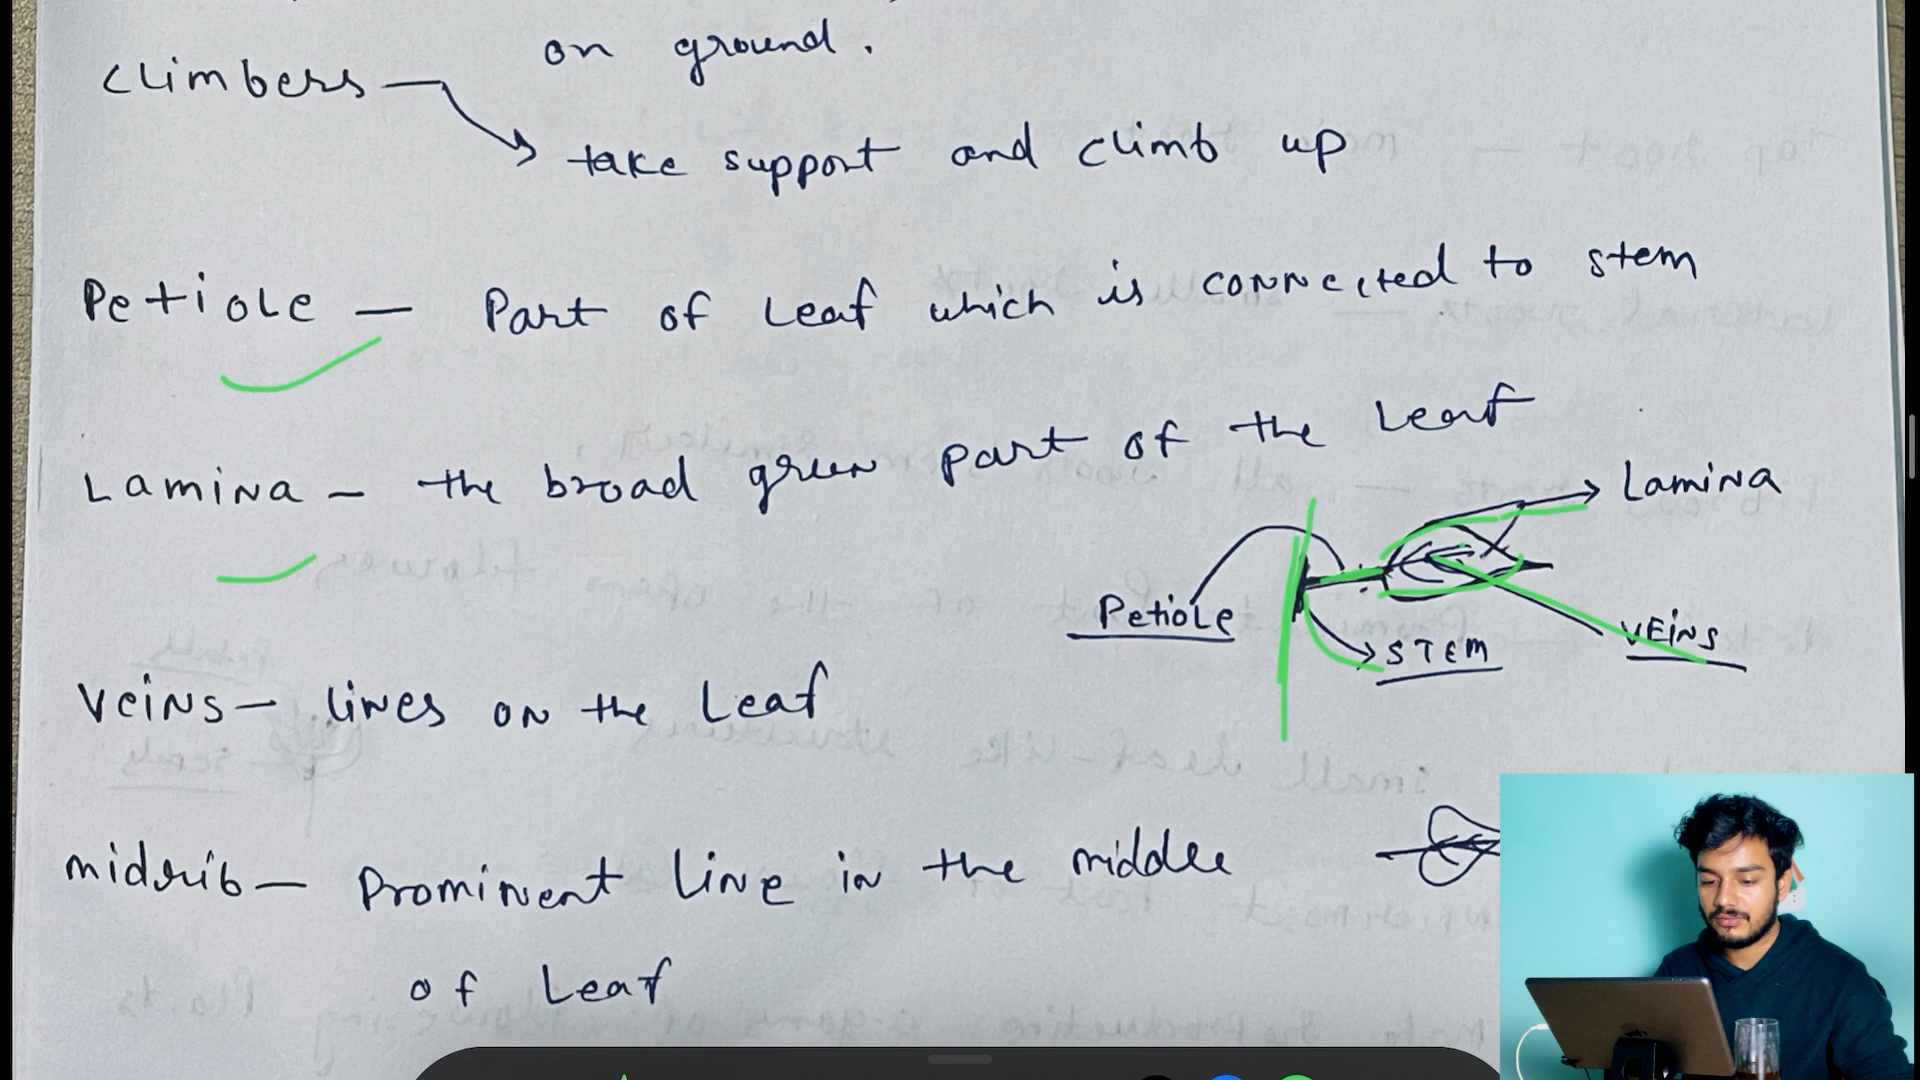 on ground.
climbers —
take support and climb up
Petiole — Part of Leaf which is connected to stem
Lamina — the broad green part of the Leaf
Lamina
Petiole
STEM
VEiNS
Veins — lines on the Leaf
midrib — Prominent line in the middle
of Leaf